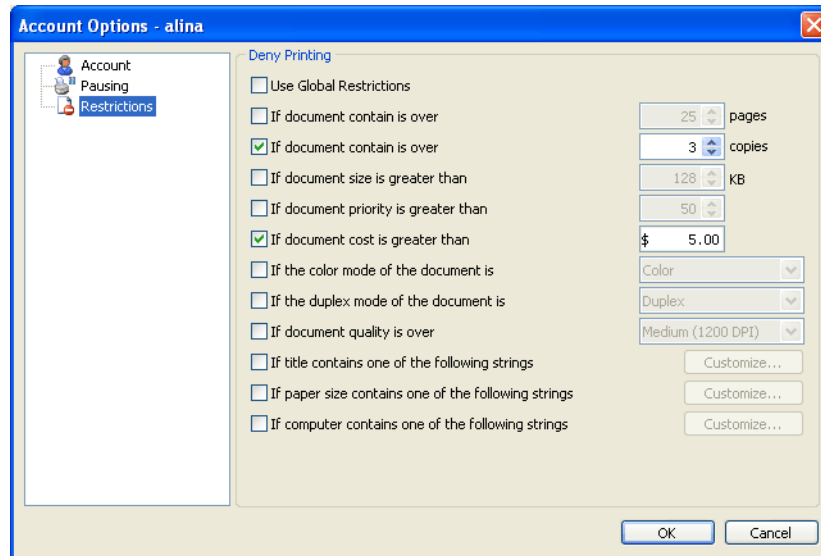 Account Options - alina
Account
Pausing
Restrictions
Deny Printing
Use Global Restrictions
If document contain is over 25 pages
If document contain is over 3 copies
If document size is greater than 128 KB
If document priority is greater than 50
If document cost is greater than $ 5.00
If the color mode of the document is Color
If the duplex mode of the document is Duplex
If document quality is over Medium (1200 DPI)
If title contains one of the following strings Customize...
If paper size contains one of the following strings Customize...
If computer contains one of the following strings Customize...
OK Cancel